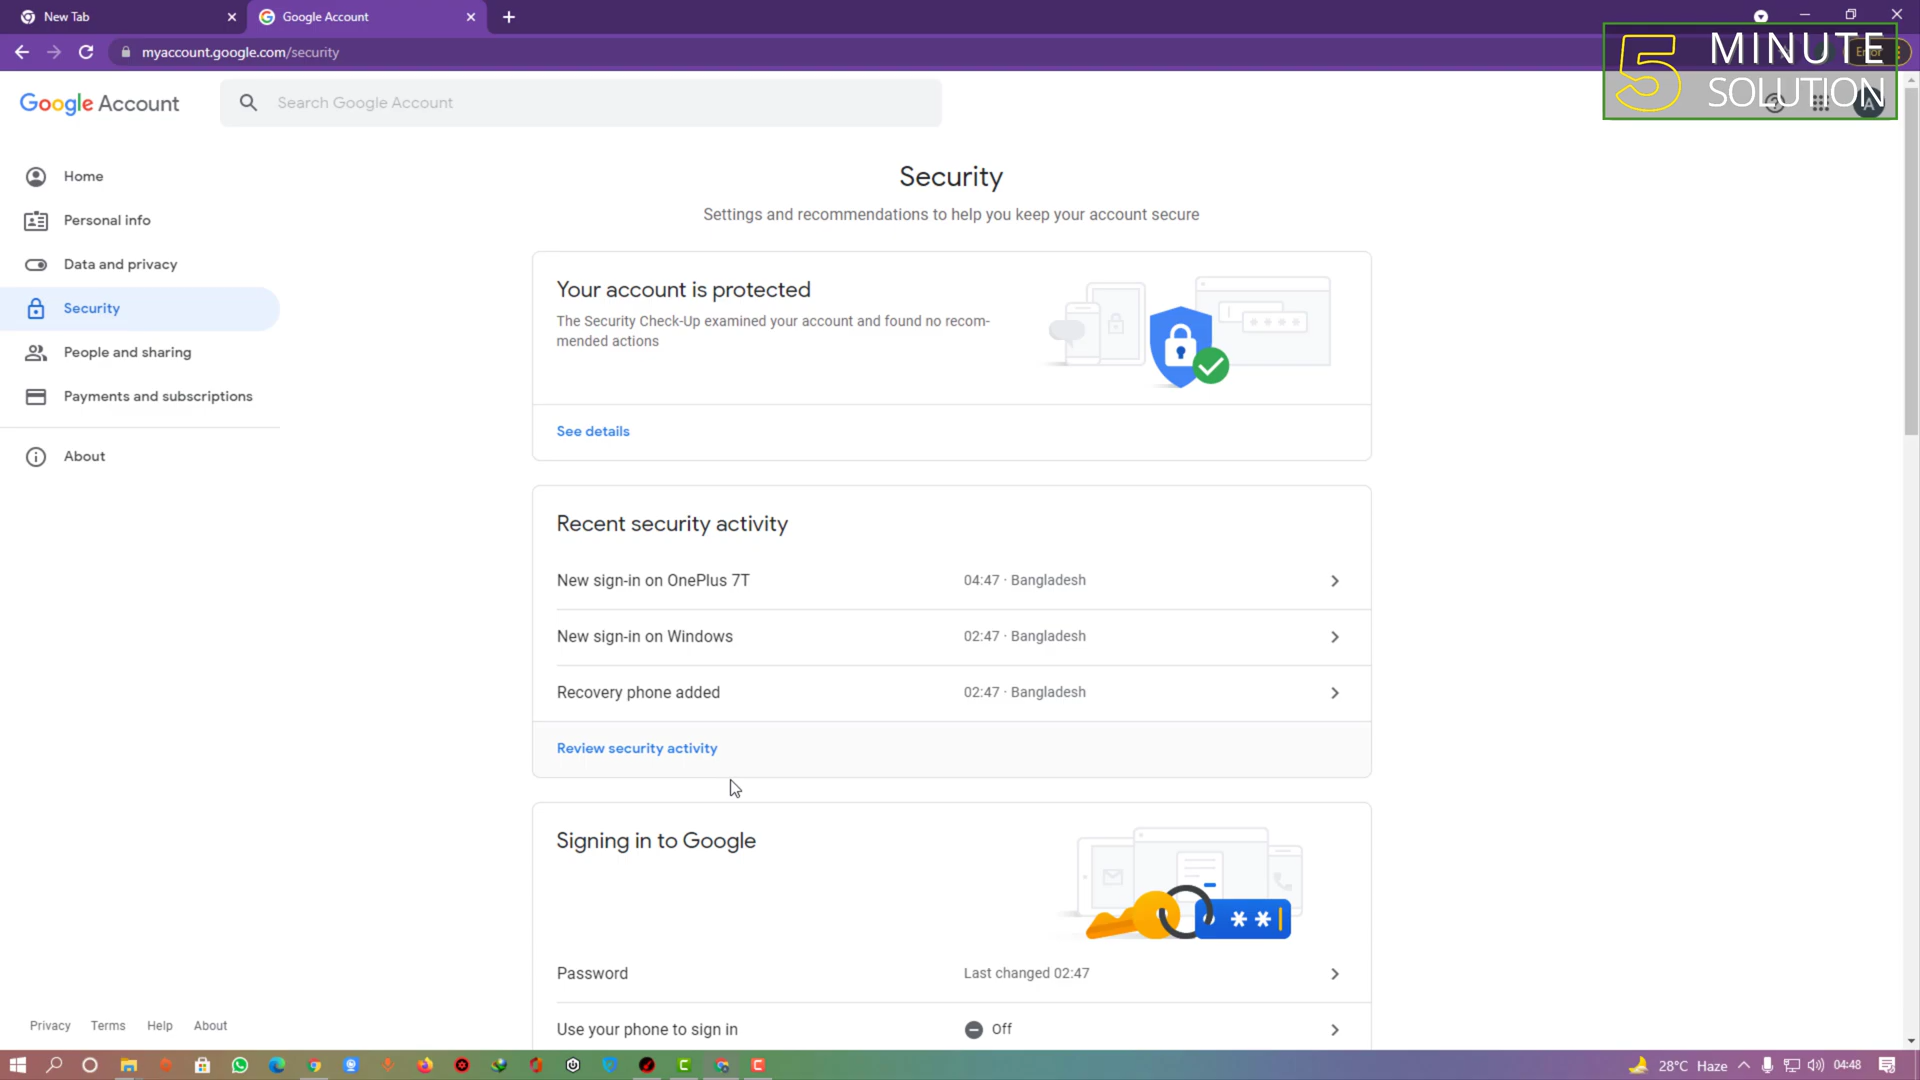 New Tab
Google Account
myaccount.google.com/security
Error
5 MINUTE
SOLUTION
Google Account
Search Google Account
A
Home
Personal info
Data and privacy
Security
People and sharing
Payments and subscriptions
About
Security
Settings and recommendations to help you keep your account secure
Your account is protected
The Security Check-Up examined your account and found no recom-
mended actions
See details
Recent security activity
New sign-in on OnePlus 7T 04:47 · Bangladesh
New sign-in on Windows 02:47 · Bangladesh
Recovery phone added 02:47 · Bangladesh
Review security activity
Signing in to Google
Password Last changed 02:47
Use your phone to sign in Off
Privacy Terms Help About
28°C Haze 04:48